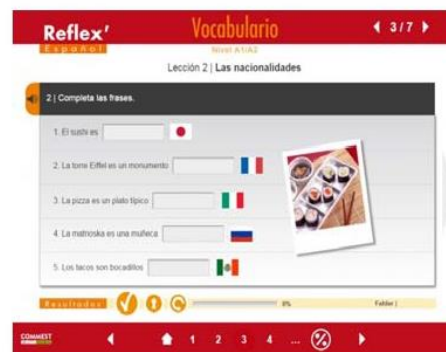 Reflex' Vocabulario 3/7
Español Nivel A1/A2
Lección 2 | Las nacionalidades
2 | Completa las frases.
1. El sushi es
2. La torre Eiffel es un monumento
3. La pizza es un plato típico
4. La matrioska es una muñeca
5. Los tacos son bocadillos
Resultados 0%
COMMEST 1 2 3 4 ... %